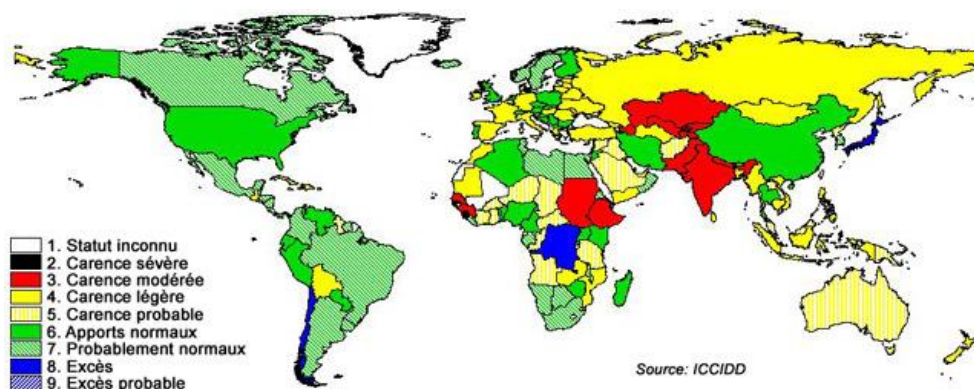 1. Statut inconnu
2. Carence sévère
3. Carence modérée
4. Carence légère
5. Carence probable
6. Apports normaux
7. Probablement normaux
8. Excès
9. Excès probable
Source: ICCIDD